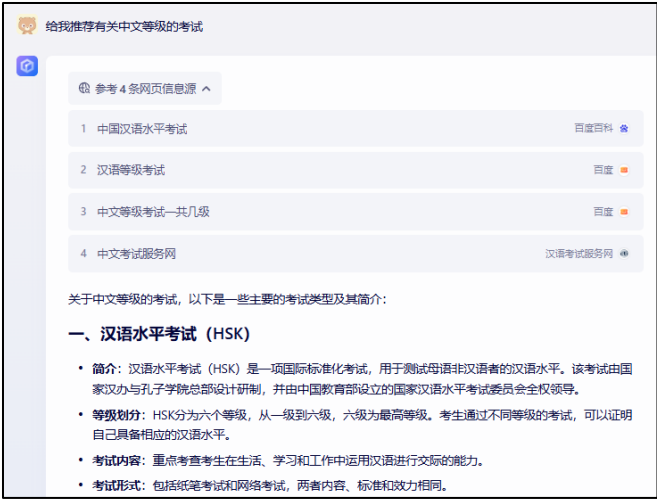 给我推荐有关中文等级的考试
参考 4 条网页信息源
1 中国汉语水平考试 百度百科
2 汉语等级考试 百度
3 中文等级考试一共几级 百度
4 中文考试服务网 汉语考试服务网
关于中文等级的考试，以下是一些主要的考试类型及其简介：
一、汉语水平考试（HSK）
• 简介：汉语水平考试（HSK）是一项国际标准化考试，用于测试母语非汉语者的汉语水平。该考试由国
家汉办与孔子学院总部设计研制，并由中国教育部设立的国家汉语水平考试委员会全权领导。
• 等级划分：HSK分为六个等级，从一级到六级，六级为最高等级。考生通过不同等级的考试，可以证明
自己具备相应的汉语水平。
• 考试内容：重点考查考生在生活、学习和工作中运用汉语进行交际的能力。
• 考试形式：包括纸笔考试和网络考试，两者内容、标准和效力相同。